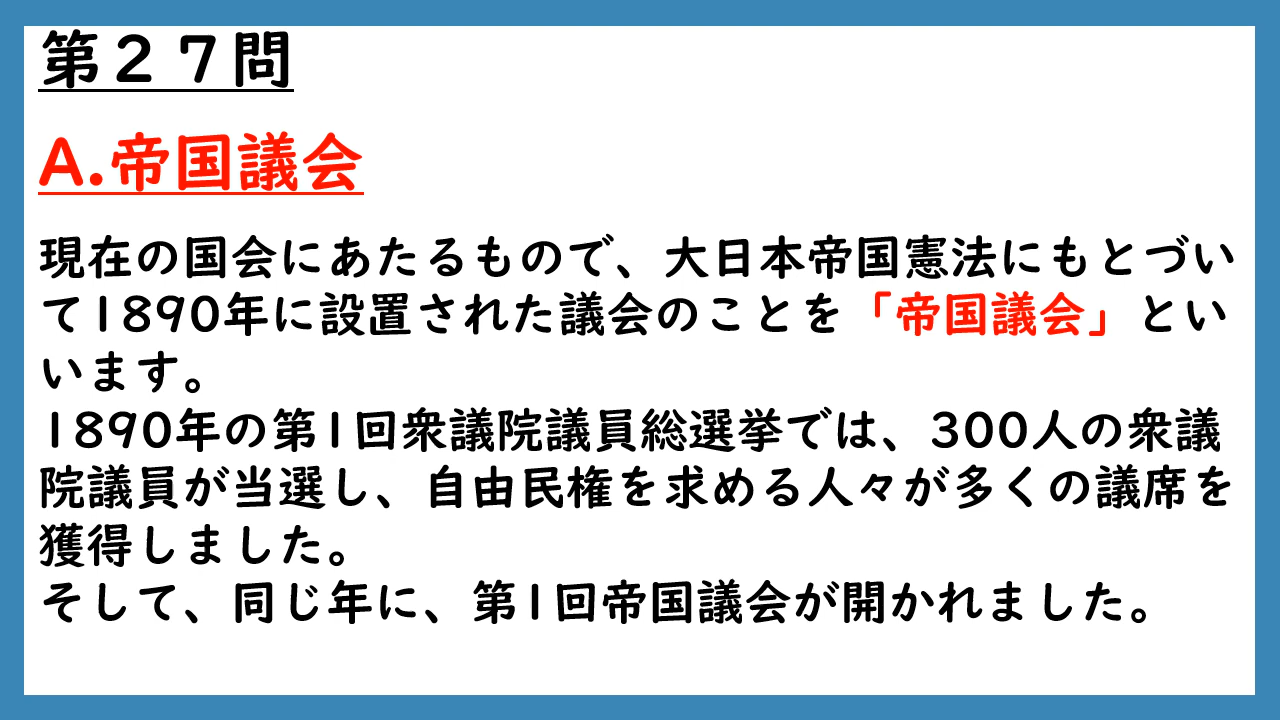 第２７問
A.帝国議会
現在の国会にあたるもので、大日本帝国憲法にもとづい
て1890年に設置された議会のことを「帝国議会」とい
います。
1890年の第1回衆議院議員総選挙では、300人の衆議
院議員が当選し、自由民権を求める人々が多くの議席を
獲得しました。
そして、同じ年に、第1回帝国議会が開かれました。